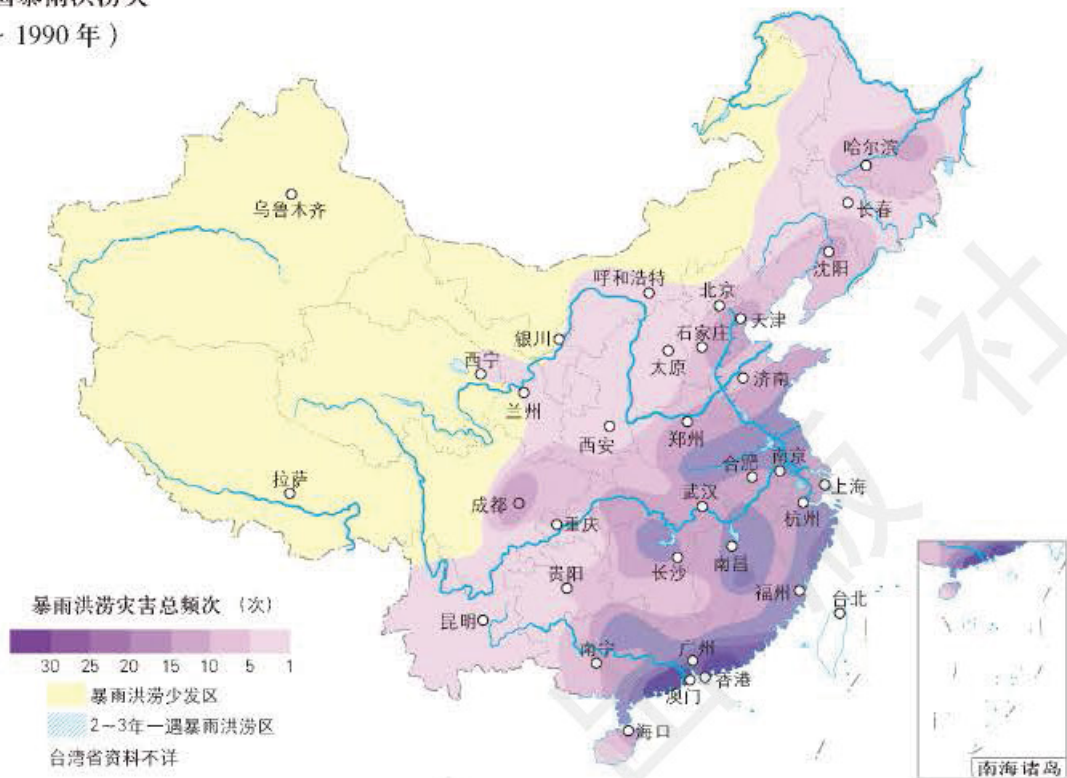 1990 年）
哈尔滨
乌鲁木齐
长春
沈阳
呼和浩特
北京
天津
石家庄
银川
太原
西宁
济南
兰州
郑州
西安
合肥
南京
拉萨
上海
成都
武汉
杭州
重庆
南昌
长沙
贵阳
福州
台北
昆明
南宁
广州
香港
澳门
海口
暴雨洪涝灾害总频次（次）
30 25 20 15 10 5 1
暴雨洪涝少发区
2~3年一遇暴雨洪涝区
台湾省资料不详
南海诸岛
社
版